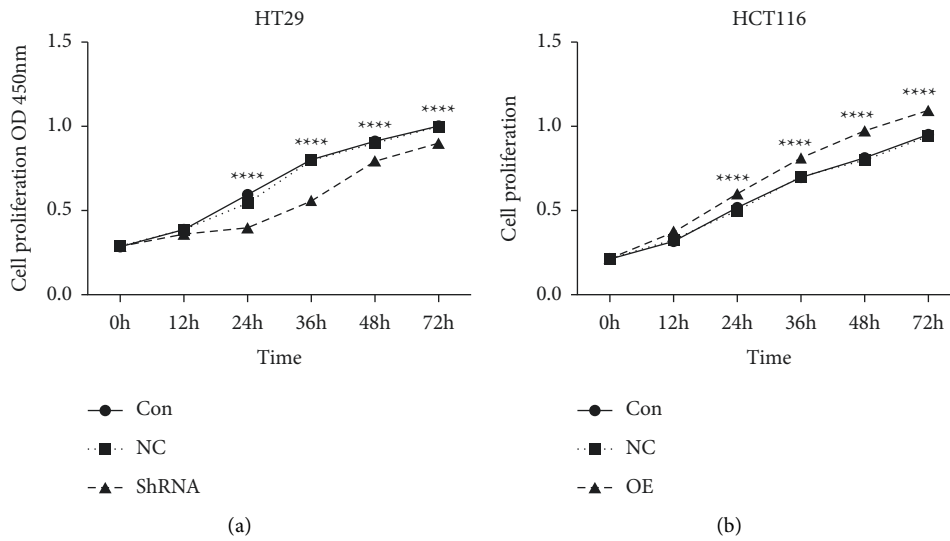 HT29
Cell proliferation OD 450nm
1.5
1.0
0.5
0.0
****
****
****
****
0h 12h 24h 36h 48h 72h
Time
Con
NC
ShRNA
(a)
HCT116
Cell proliferation
1.5
1.0
0.5
0.0
****
****
****
****
0h 12h 24h 36h 48h 72h
Time
Con
NC
OE
(b)